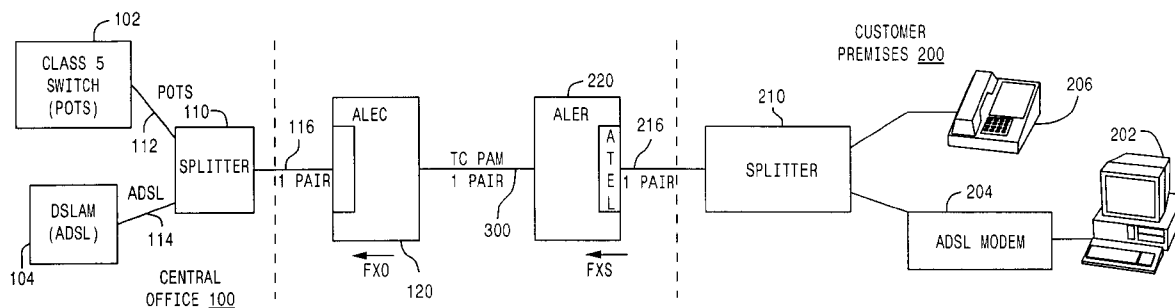 102
CLASS 5
SWITCH
(POTS)
POTS
112
110
SPLITTER
116
1 PAIR
ADSL
114
DSLAM
(ADSL)
104
CENTRAL
OFFICE 100
ALEC
FXO
120
TC PAM
1 PAIR
300
220
ALER
ATEL
216
1 PAIR
FXS
CUSTOMER
PREMISES 200
210
SPLITTER
206
202
204
ADSL MODEM